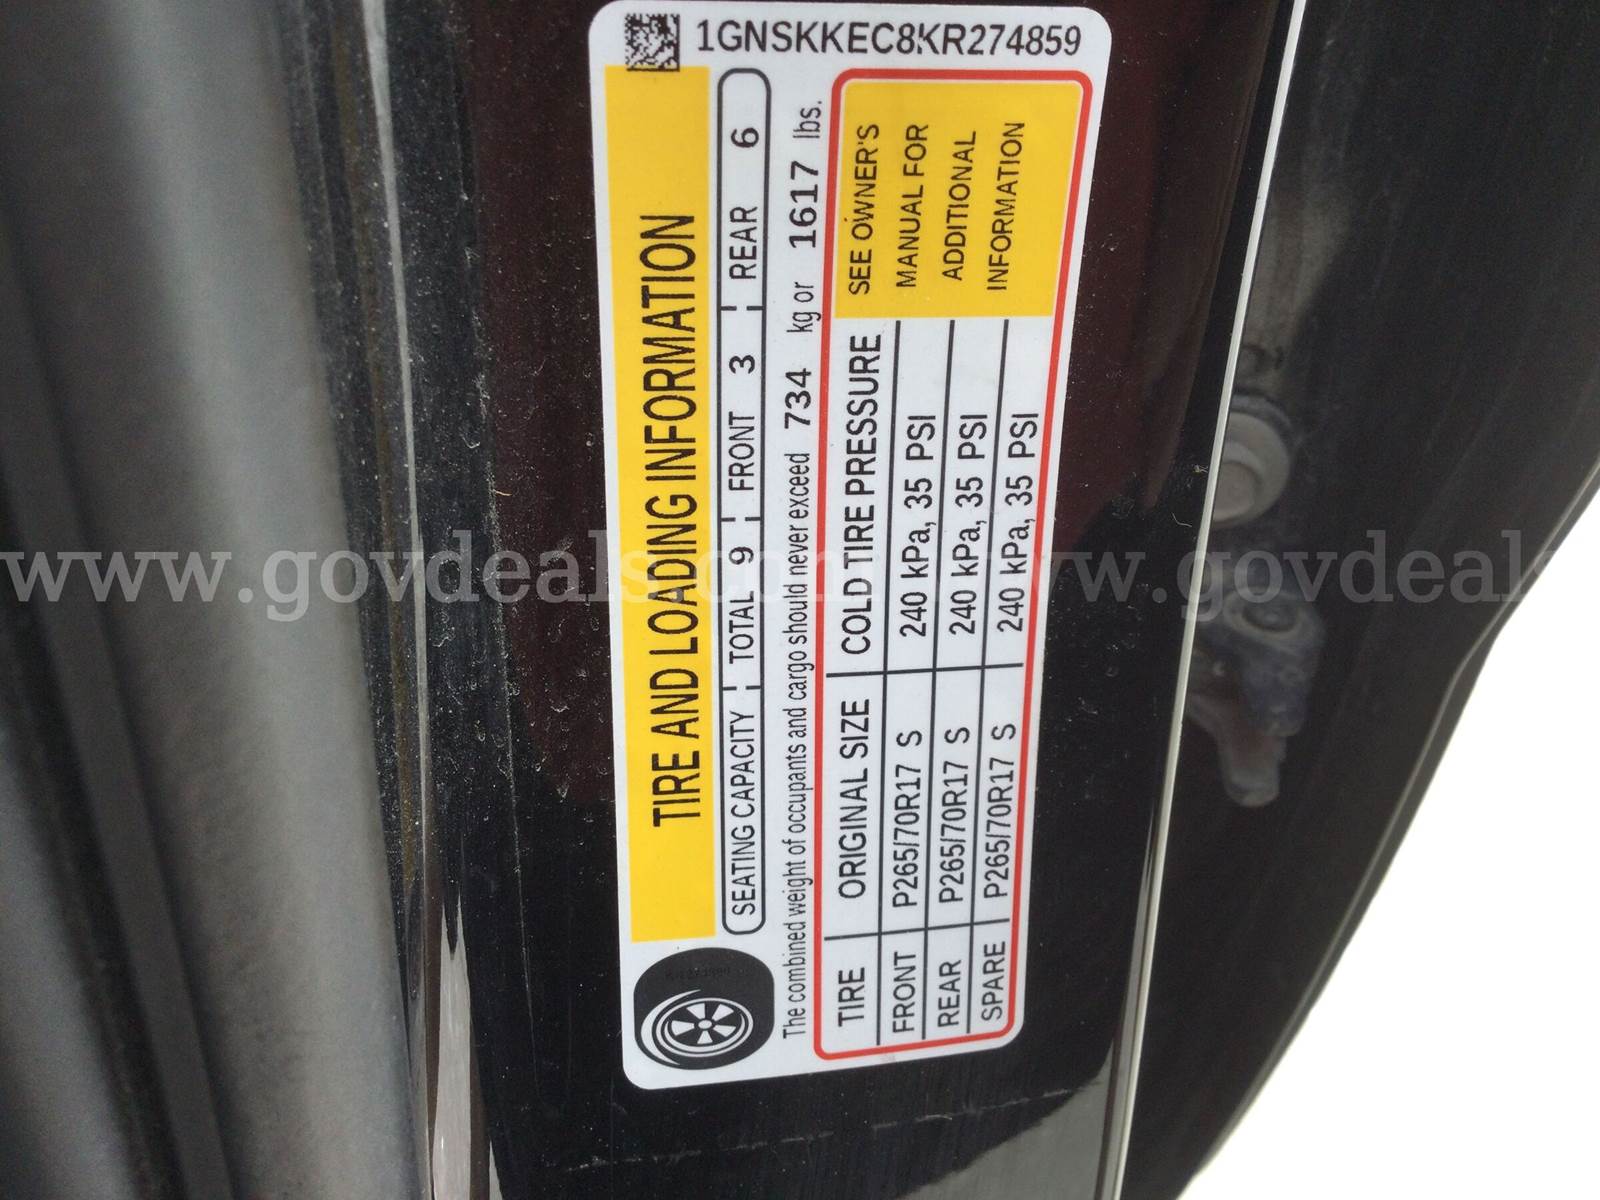 1GNSKKEC8KR274859
TIRE AND LOADING INFORMATION
SEATING CAPACITY TOTAL 9 FRONT 3 REAR 6
The combined weight of occupants and cargo should never exceed 734 kg or 1617 lbs.
TIRE ORIGINAL SIZE COLD TIRE PRESSURE
FRONT P265/70R17 S 240 kPa, 35 PSI
REAR P265/70R17 S 240 kPa, 35 PSI
SPARE P265/70R17 S 240 kPa, 35 PSI
SEE OWNER'S
MANUAL FOR
ADDITIONAL
INFORMATION
www.govdeals.com www.govdeals